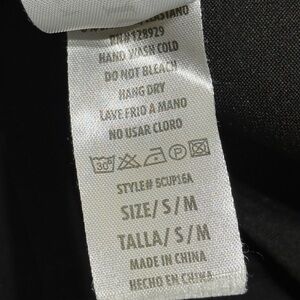 RN#128929
HAND WASH COLD
DO NOT BLEACH
HANG DRY
LAVE FRIO A MANO
NO USAR CLORO
30° P
STYLE# 5CUP16A
SIZE/ S / M
TALLA/ S / M
MADE IN CHINA
HECHO EN CHINA